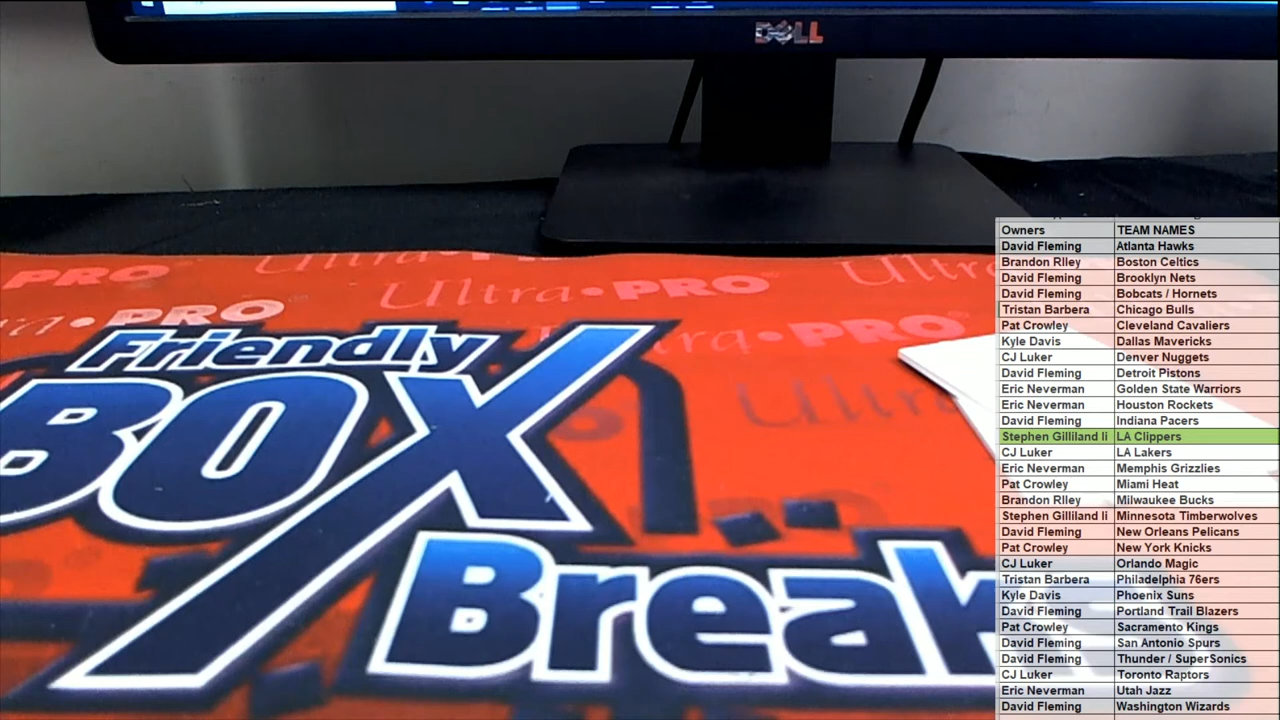 DELL
Ultra•PRO
PRO
Ultra•PRO
Ultra
•PRO
Ultra•PRO
Ultra
Friendly
BOX
Break
Owners TEAM NAMES
David Fleming Atlanta Hawks
Brandon RIley Boston Celtics
David Fleming Brooklyn Nets
David Fleming Bobcats / Hornets
Tristan Barbera Chicago Bulls
Pat Crowley Cleveland Cavaliers
Kyle Davis Dallas Mavericks
CJ Luker Denver Nuggets
David Fleming Detroit Pistons
Eric Neverman Golden State Warriors
Eric Neverman Houston Rockets
David Fleming Indiana Pacers
Stephen Gilliland Ii LA Clippers
CJ Luker LA Lakers
Eric Neverman Memphis Grizzlies
Pat Crowley Miami Heat
Brandon RIley Milwaukee Bucks
Stephen Gilliland Ii Minnesota Timberwolves
David Fleming New Orleans Pelicans
Pat Crowley New York Knicks
CJ Luker Orlando Magic
Tristan Barbera Philadelphia 76ers
Kyle Davis Phoenix Suns
David Fleming Portland Trail Blazers
Pat Crowley Sacramento Kings
David Fleming San Antonio Spurs
David Fleming Thunder / SuperSonics
CJ Luker Toronto Raptors
Eric Neverman Utah Jazz
David Fleming Washington Wizards